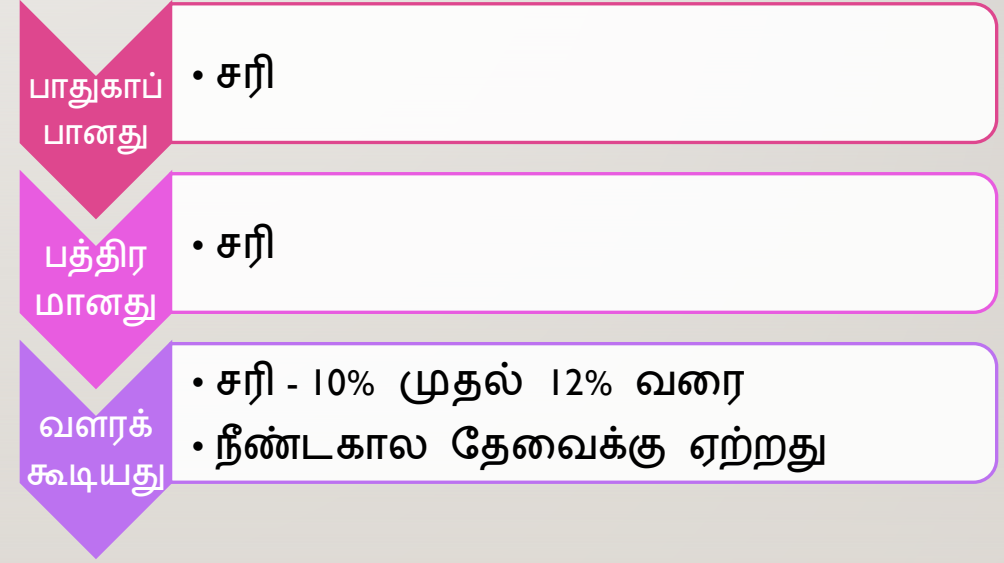 பாதுகாப்
பானது
• சரி
பத்திர
மானது
• சரி
வளரக்
கூடியது
• சரி - 10% முதல் 12% வரை
• நீண்டகால தேவைக்கு ஏற்றது